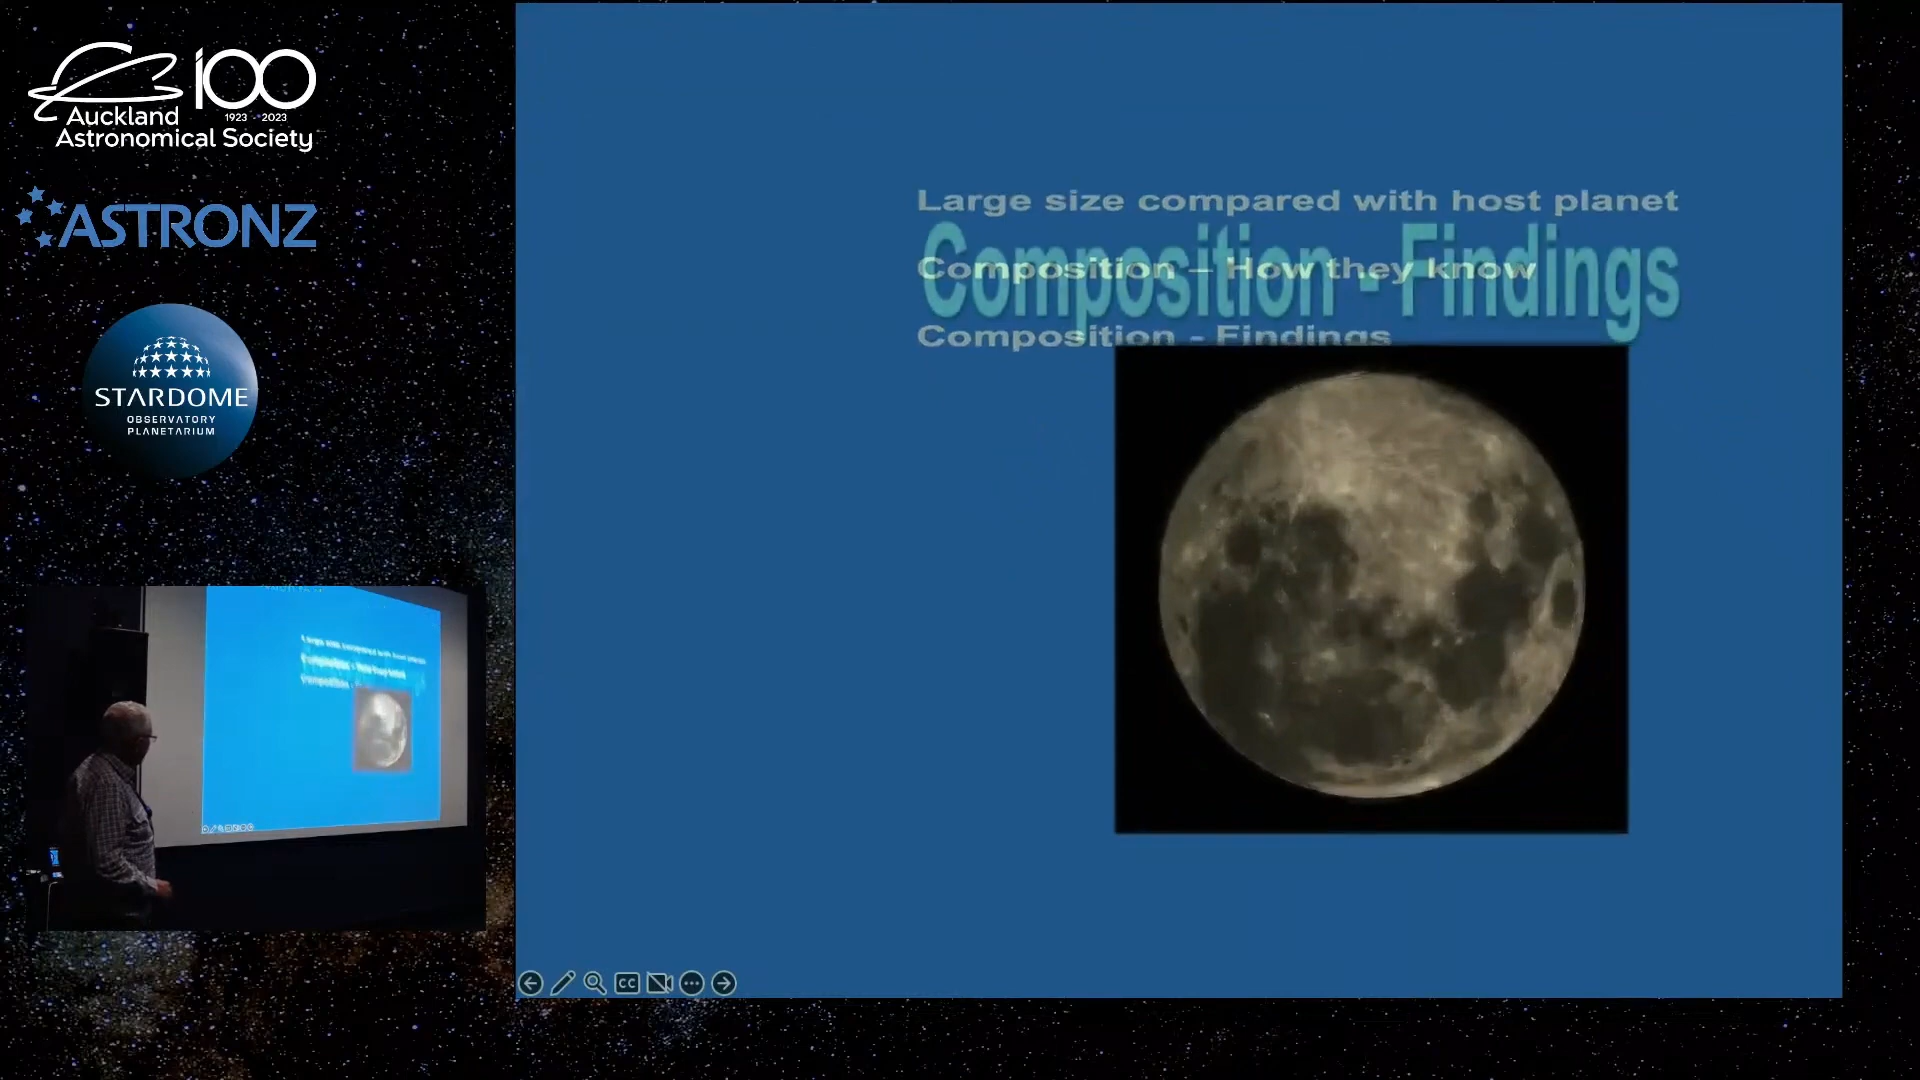 100
1923 - 2023
Auckland
Astronomical Society
ASTRONZ
STARDOME
OBSERVATORY
PLANETARIUM
Large size compared with host planet
Composition - Findings
Composition – How they know
Composition - Findings
CC